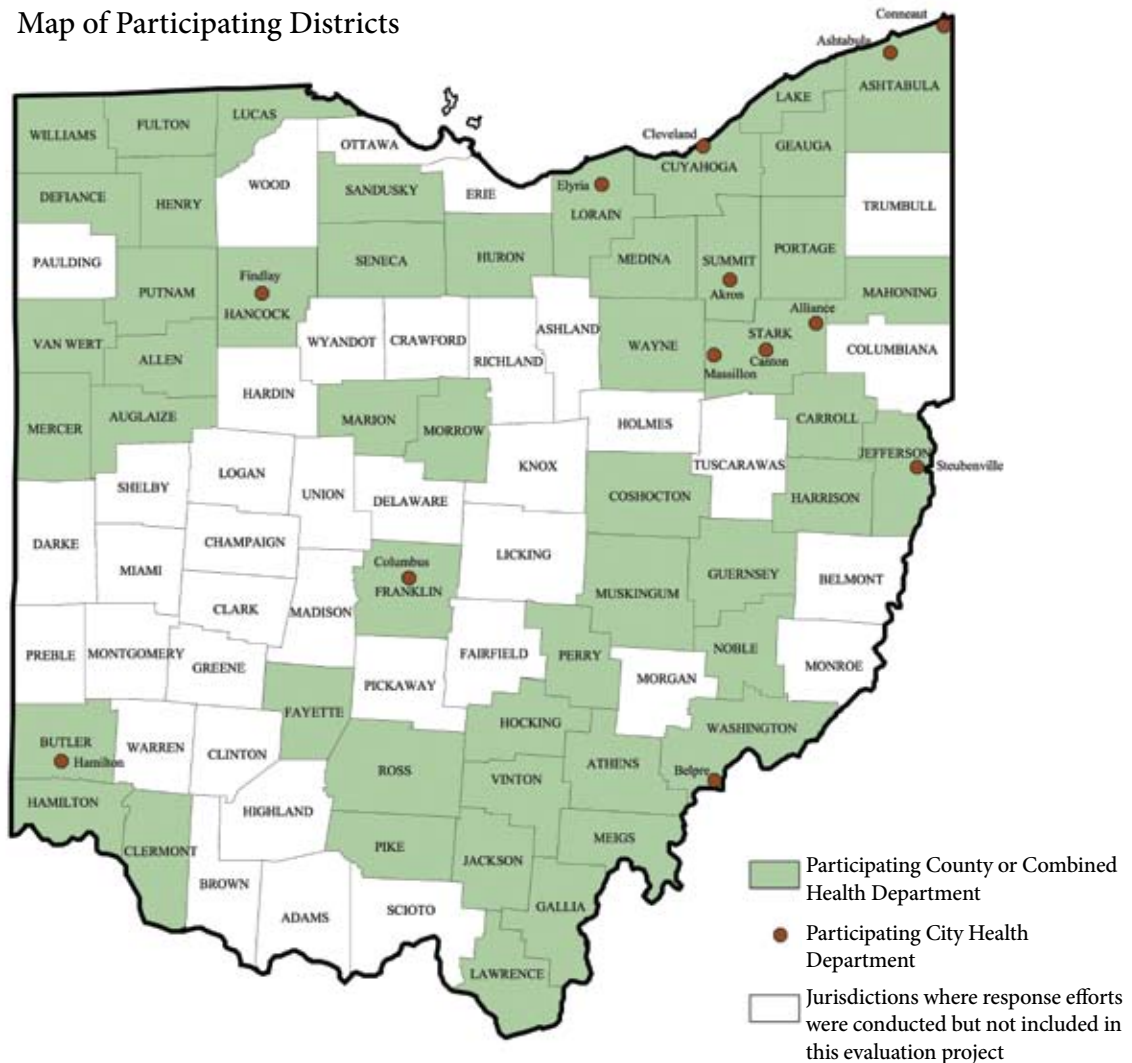 Map of Participating Districts
Conneaut
Ashtabula
ASHTABULA
LAKE
GEAUGA
Cleveland
CUYAHOGA
LUCAS
FULTON
WILLIAMS
OTTAWA
WOOD
SANDUSKY
ERIE
Elyria
LORAIN
TRUMBULL
DEFIANCE
HENRY
PAULDING
SENECA
HURON
MEDINA
SUMMIT
Akron
PORTAGE
PUTNAM
Findlay
HANCOCK
MAHONING
Alliance
VAN WERT
ALLEN
WYANDOT
CRAWFORD
RICHLAND
ASHLAND
WAYNE
STARK
Canton
Massillon
COLUMBIANA
HARDIN
MERCER
AUGLAIZE
MARION
MORROW
HOLMES
CARROLL
JEFFERSON
Steubenville
KNOX
TUSCARAWAS
HARRISON
LOGAN
SHELBY
UNION
DELAWARE
COSHOCTON
DARKE
CHAMPAIGN
MIAMI
LICKING
Columbus
FRANKLIN
GUERNSEY
BELMONT
MUSKINGUM
CLARK
MADISON
PREBLE
MONTGOMERY
GREENE
FAIRFIELD
PERRY
NOBLE
MONROE
PICKAWAY
MORGAN
FAYETTE
HOCKING
WASHINGTON
BUTLER
Hamilton
WARREN
CLINTON
ROSS
VINTON
ATHENS
Belpre
HAMILTON
HIGHLAND
CLERMONT
PIKE
JACKSON
MEIGS
BROWN
ADAMS
SCIOTO
GALLIA
LAWRENCE
Participating County or Combined
Health Department
Participating City Health
Department
Jurisdictions where response efforts
were conducted but not included in
this evaluation project